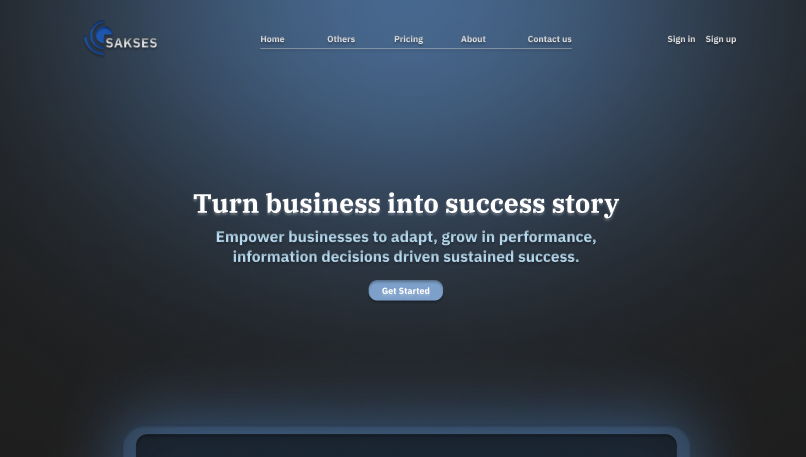 SAKSES
Home Others Pricing About Contact us
Sign in Sign up
Turn business into success story
Empower businesses to adapt, grow in performance,
information decisions driven sustained success.
Get Started